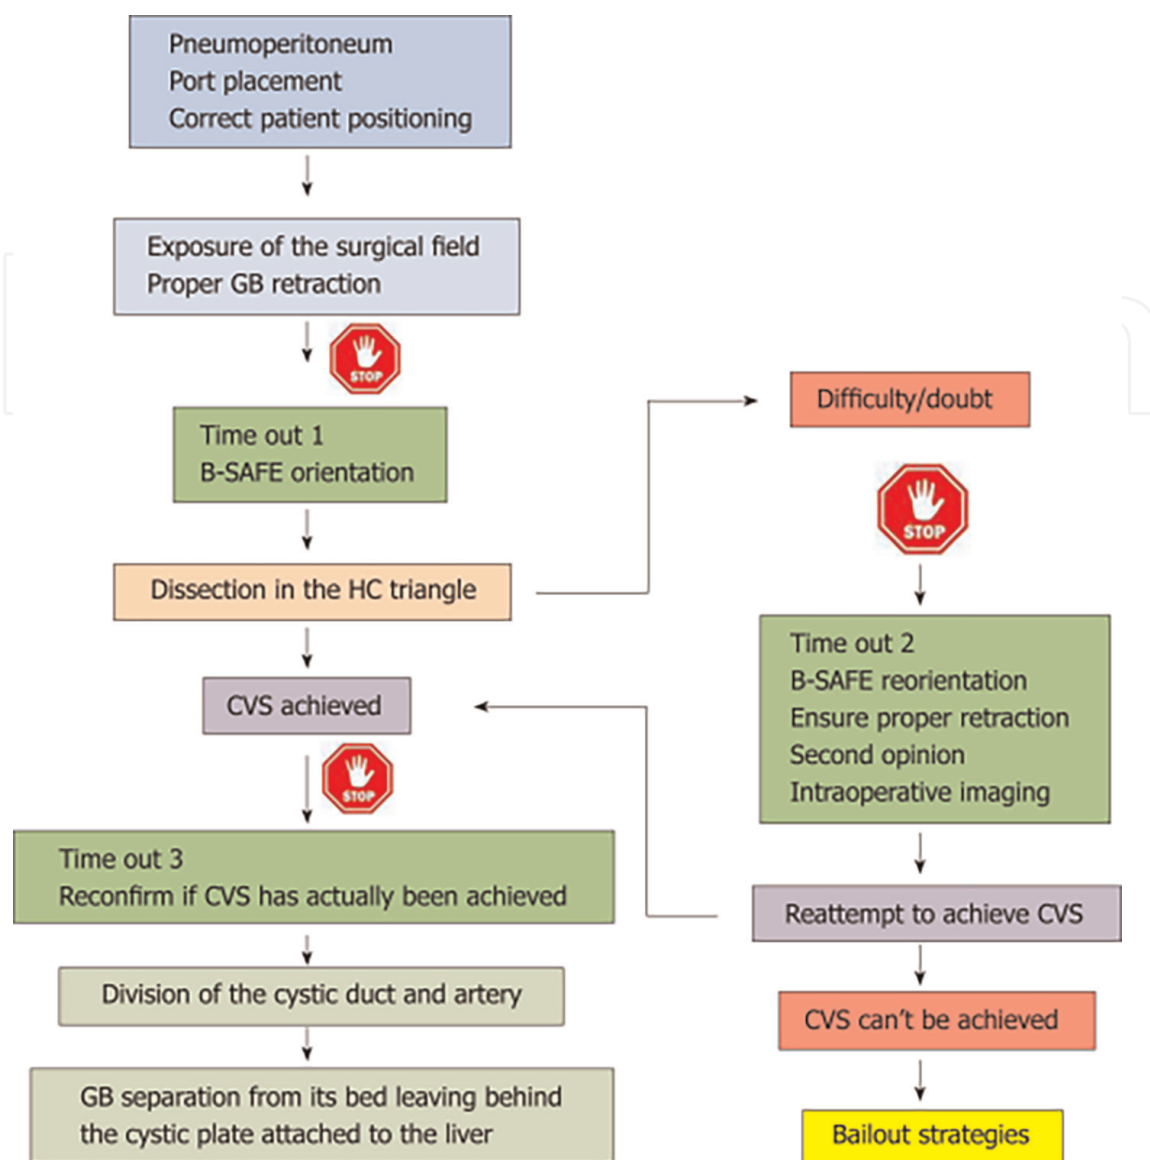 Pneumoperitoneum
Port placement
Correct patient positioning
Exposure of the surgical field
Proper GB retraction
STOP
Time out 1
B-SAFE orientation
Dissection in the HC triangle
CVS achieved
STOP
Time out 3
Reconfirm if CVS has actually been achieved
Division of the cystic duct and artery
GB separation from its bed leaving behind
the cystic plate attached to the liver
Difficulty/doubt
STOP
Time out 2
B-SAFE reorientation
Ensure proper retraction
Second opinion
Intraoperative imaging
Reattempt to achieve CVS
CVS can't be achieved
Bailout strategies